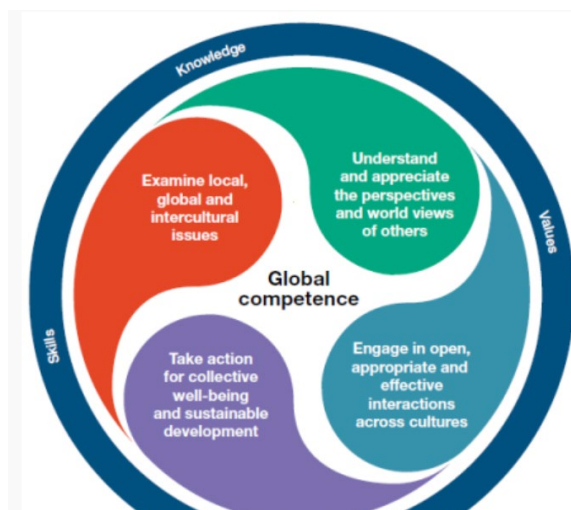 Knowledge
Values
Skills
Examine local,
global and
intercultural
issues
Understand
and appreciate
the perspectives
and world views
of others
Global
competence
Take action
for collective
well-being
and sustainable
development
Engage in open,
appropriate and
effective
interactions
across cultures